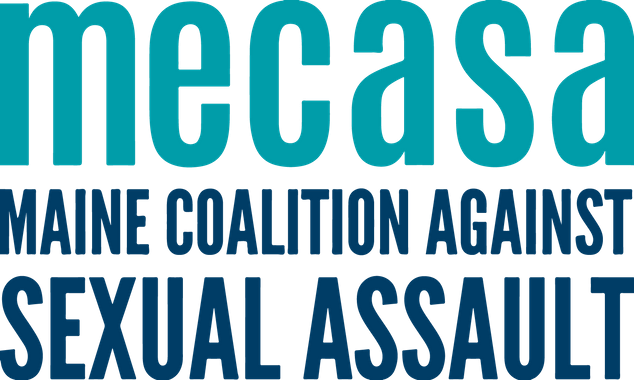 mecasa
MAINE COALITION AGAINST
SEXUAL ASSAULT